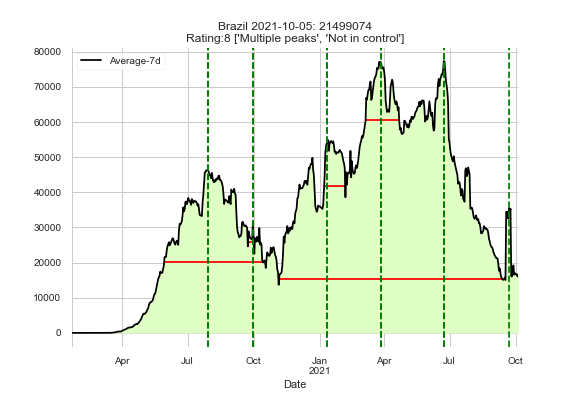 Brazil 2021-10-05: 21499074
Rating:8 ['Multiple peaks', 'Not in control']
80000
Average-7d
70000
60000
50000
40000
30000
20000
10000
0
Apr Jul Oct Jan Apr Jul Oct
2021
Date